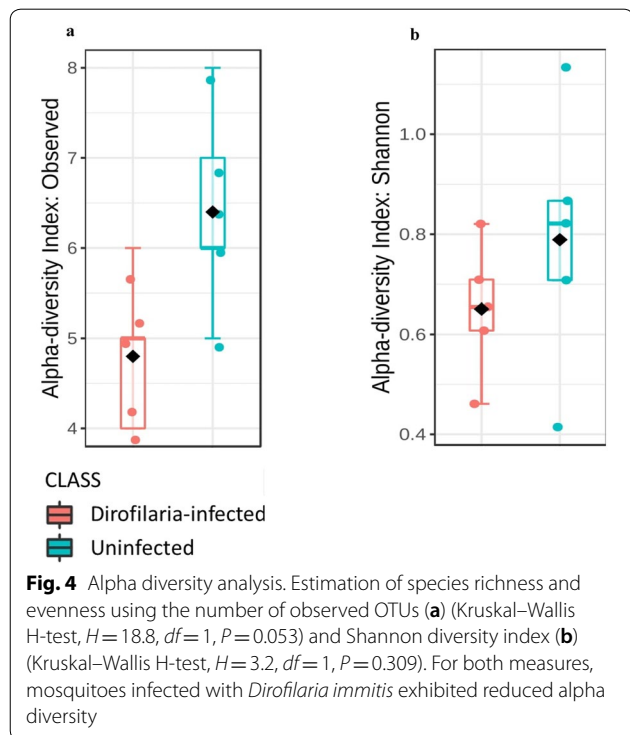 a
b
Alpha-diversity Index: Observed
8
7
6
5
4
Alpha-diversity Index: Shannon
1.0
0.8
0.6
0.4
CLASS
Dirofilaria-infected
Uninfected
Fig. 4 Alpha diversity analysis. Estimation of species richness and
evenness using the number of observed OTUs (a) (Kruskal–Wallis
H-test, H = 18.8, df = 1, P = 0.053) and Shannon diversity index (b)
(Kruskal–Wallis H-test, H = 3.2, df = 1, P = 0.309). For both measures,
mosquitoes infected with Dirofilaria immitis exhibited reduced alpha
diversity